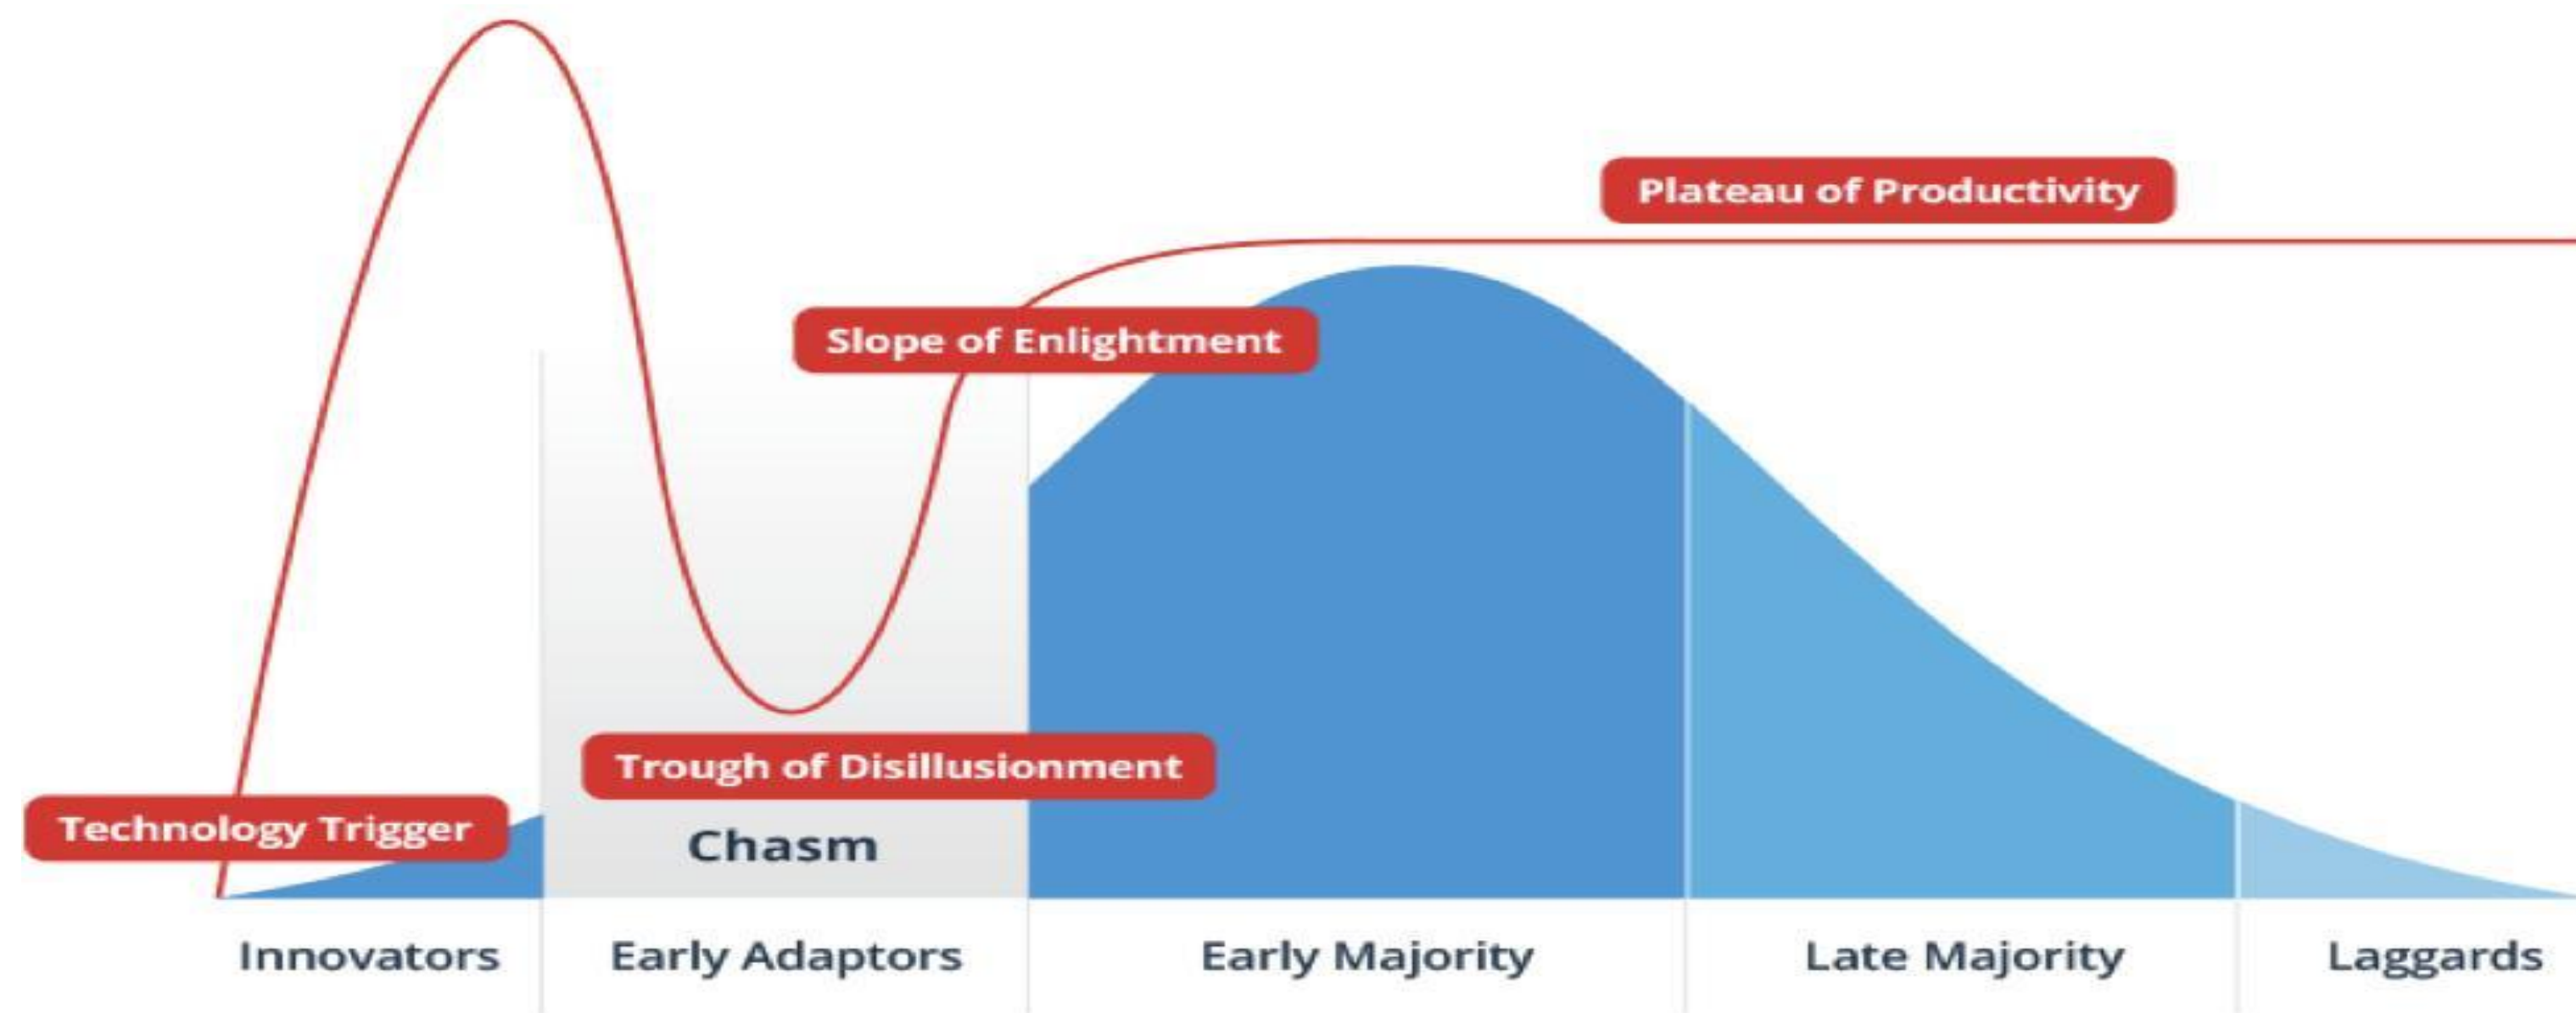 Plateau of Productivity
Slope of Enlightment
Trough of Disillusionment
Technology Trigger
Chasm
Innovators
Early Adaptors
Early Majority
Late Majority
Laggards